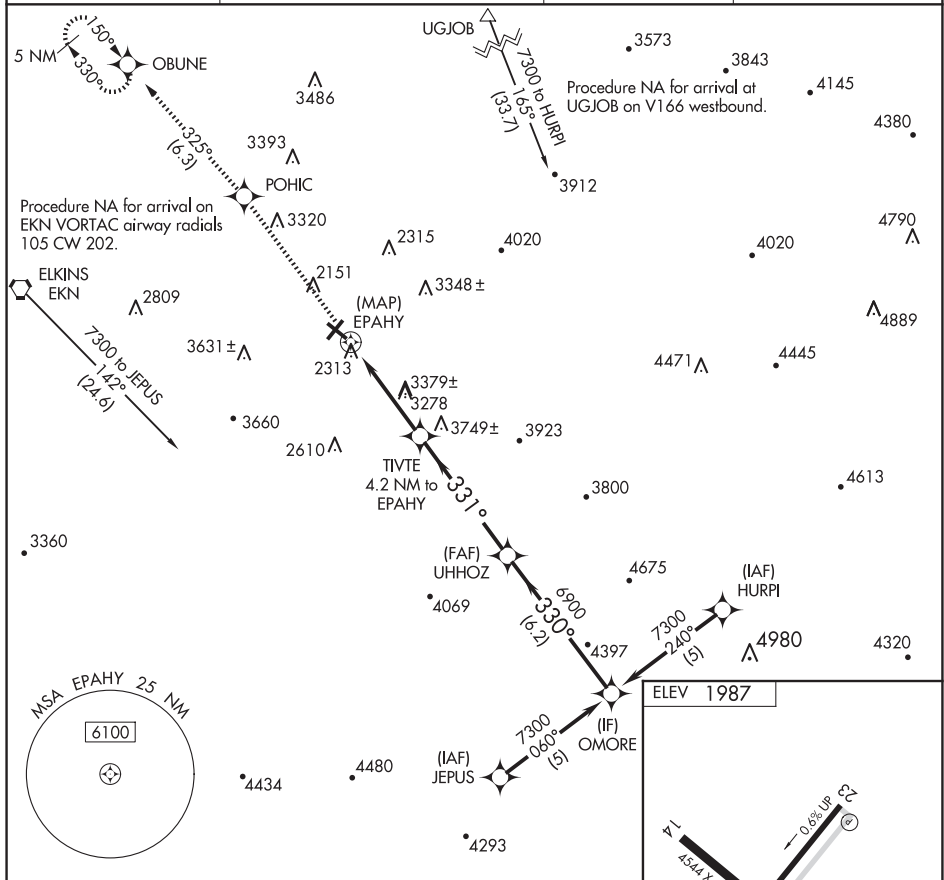 150°
5 NM
330°
OBUNE
325°
(6.3)
3486
3393
POHIC
3320
UGJOB
7300 to HURPI
165°
(33.7)
3573
3843
4145
4380
Procedure NA for arrival at
UGJOB on V166 westbound.
3912
Procedure NA for arrival on
EKN VORTAC airway radials
105 CW 202.
2315
4020
4020
4790
ELKINS
EKN
2809
2151
3348±
4889
(MAP)
EPAHY
7300 to JEPUS
142°
(24.6)
3631±
2313
4471
4445
3379±
3278
3660
2610
3749±
3923
TIVTE
4.2 NM to
EPAHY
331°
3800
4613
3360
(FAF)
UHHOZ
4675
(IAF)
HURPI
4069
6900
330°
(6.2)
4397
7300
240°
(5)
4980
4320
MSA EPAHY 25 NM
6100
(IF)
OMORE
7300
060°
(5)
(IAF)
JEPUS
4434
4480
4293
ELEV 1987
23
P
0.6% UP
14
4544 X